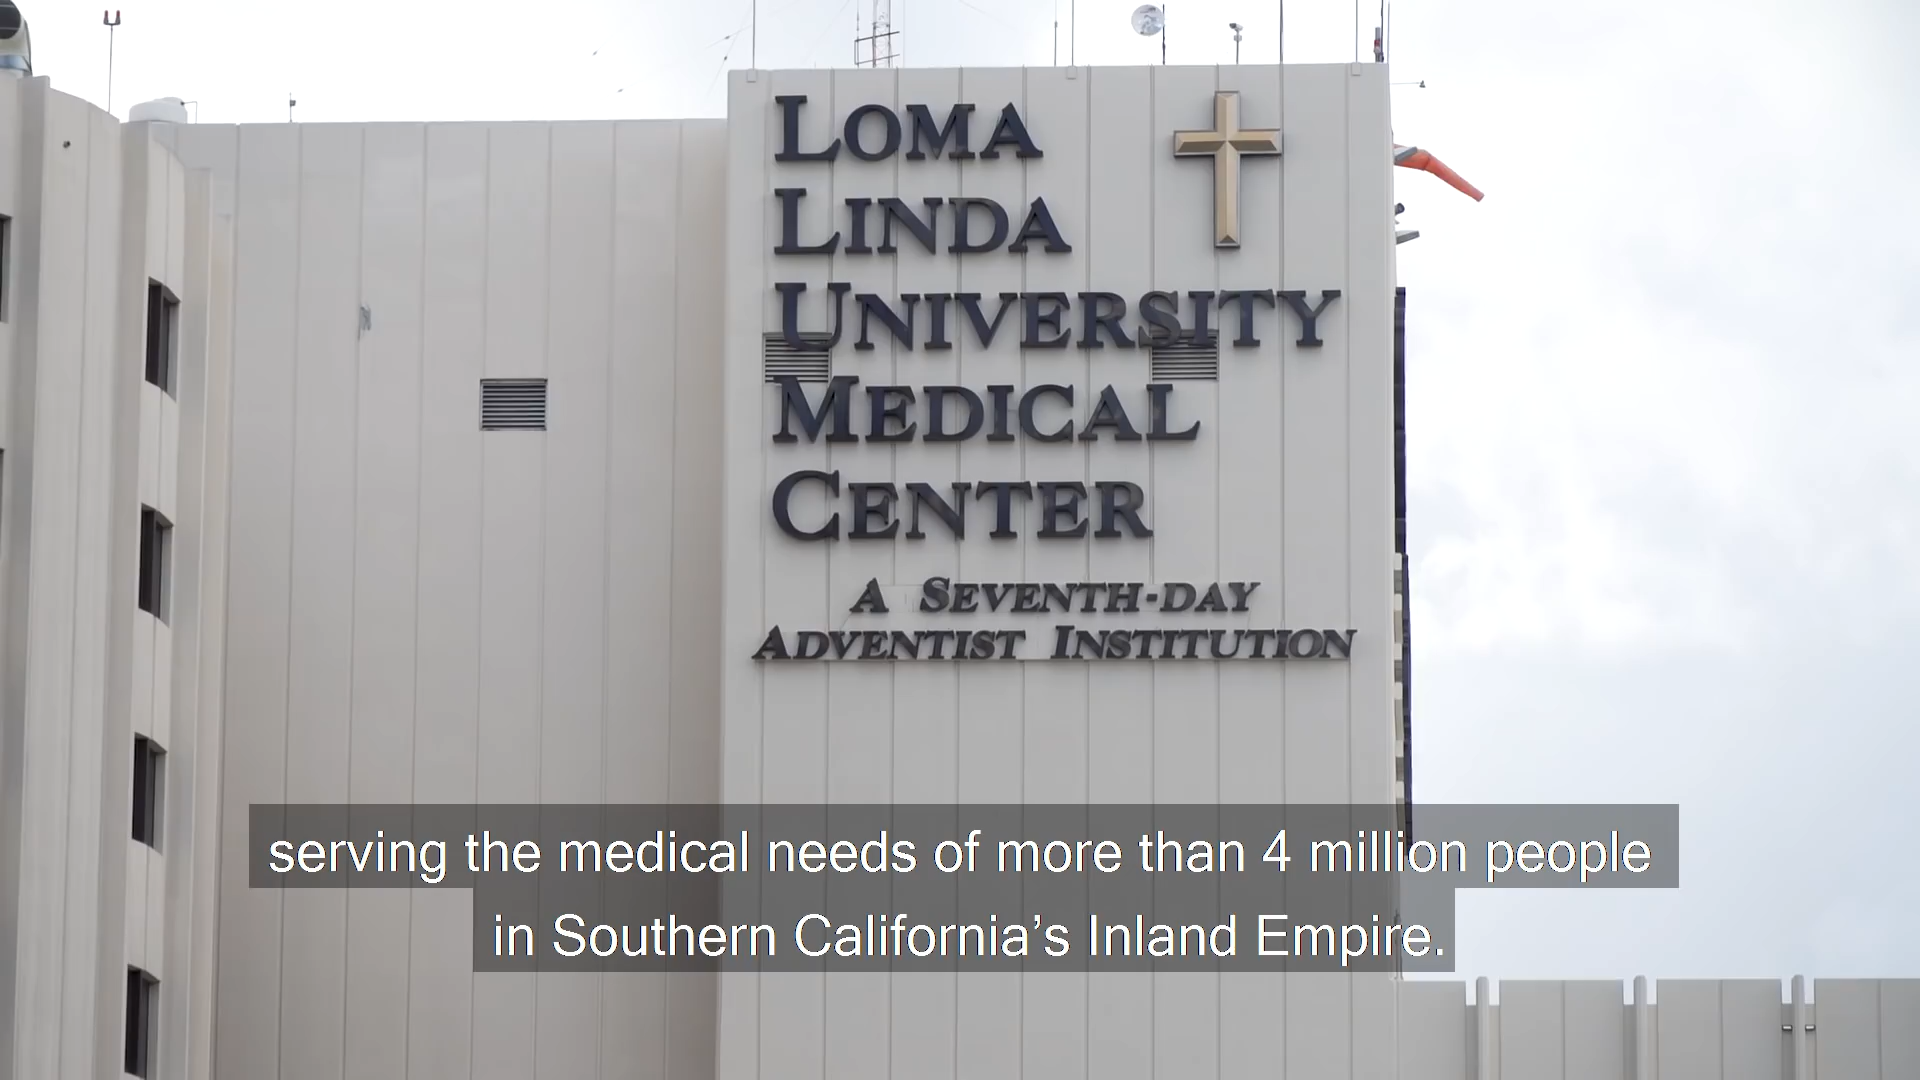 LOMA
LINDA
UNIVERSITY
MEDICAL
CENTER
A SEVENTH-DAY
ADVENTIST INSTITUTION
serving the medical needs of more than 4 million people
in Southern California’s Inland Empire.